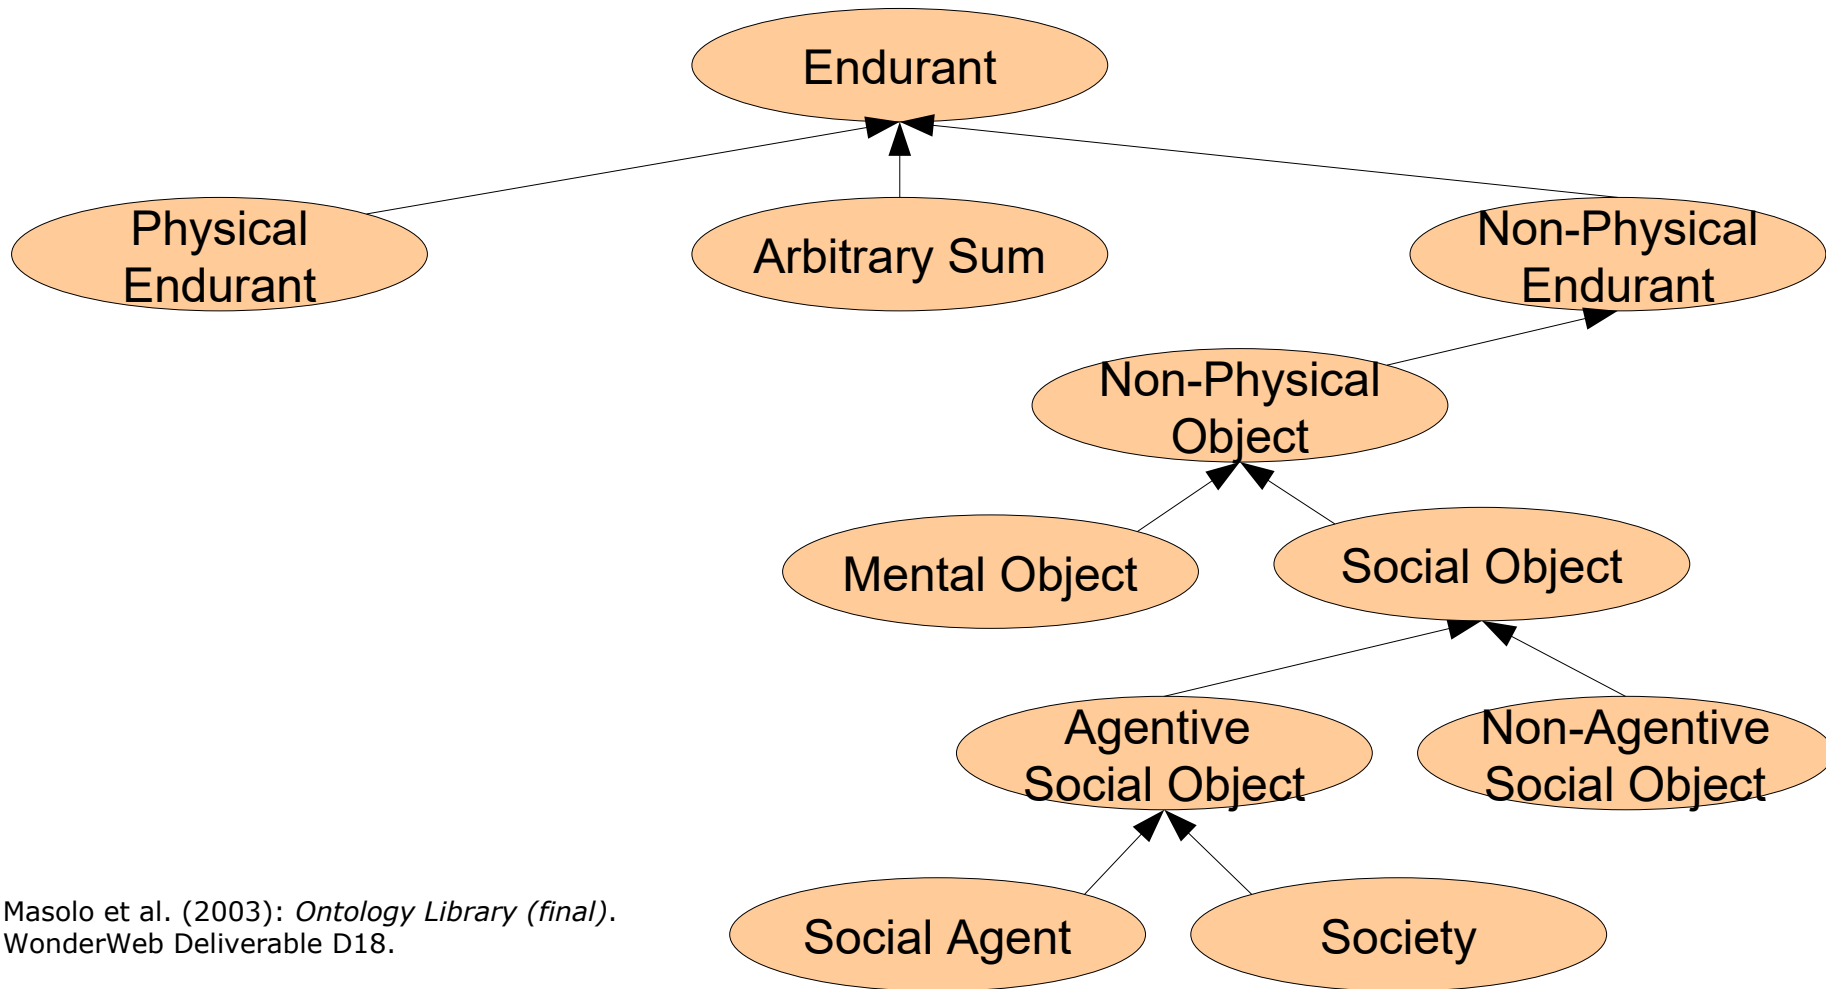 Endurant
Physical
Endurant
Arbitrary Sum
Non-Physical
Endurant
Non-Physical
Object
Mental Object
Social Object
Agentive
Social Object
Non-Agentive
Social Object
Social Agent
Society
Masolo et al. (2003): Ontology Library (final).
WonderWeb Deliverable D18.